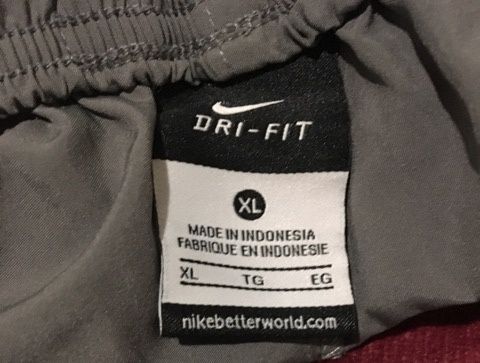 DRI-FIT
XL
MADE IN INDONESIA
FABRIQUE EN INDONESIE
XL TG EG
nikebetterworld.com